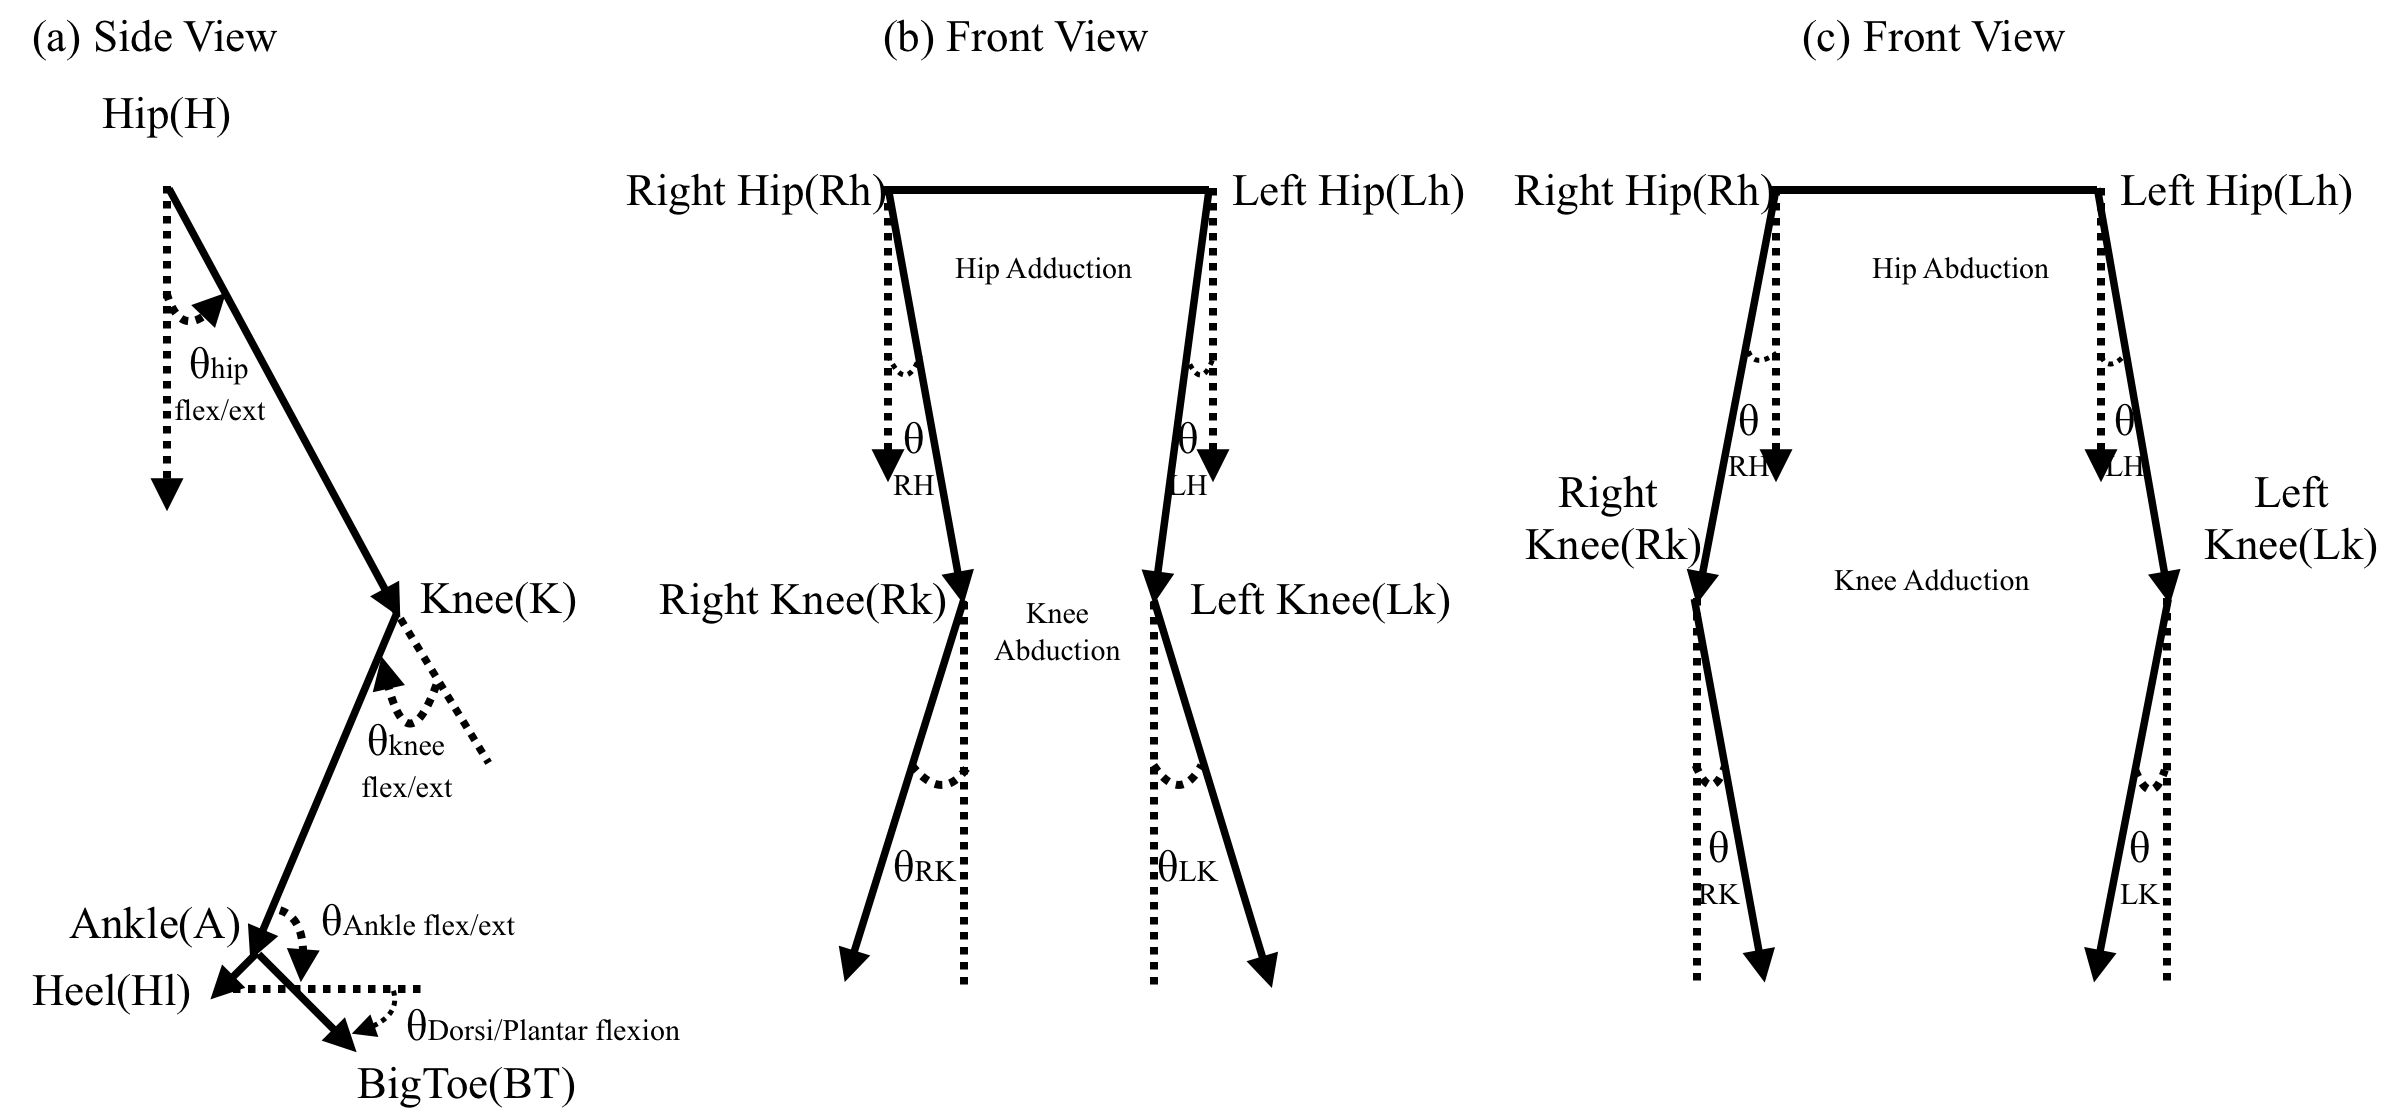 (a) Side View
Hip(H)
θhip
flex/ext
Knee(K)
θknee
flex/ext
Ankle(A)
θAnkle flex/ext
Heel(Hl)
θDorsi/Plantar flexion
BigToe(BT)
(b) Front View
Right Hip(Rh)
Left Hip(Lh)
Hip Adduction
θ
RH
θ
LH
Right Knee(Rk)
Knee
Abduction
Left Knee(Lk)
θRK
θLK
(c) Front View
Right Hip(Rh)
Left Hip(Lh)
Hip Abduction
θ
RH
θ
LH
Right
Knee(Rk)
Left
Knee(Lk)
Knee Adduction
θ
RK
θ
LK